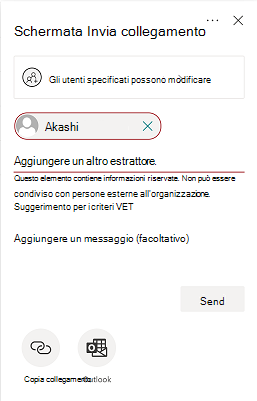 Schermata Invia collegamento
Gli utenti specificati possono modificare
Akashi
Aggiungere un altro estrattore.
Questo elemento contiene informazioni riservate. Non può essere
condiviso con persone esterne all'organizzazione.
Suggerimento per criteri VET
Aggiungere un messaggio (facoltativo)
Send
Copia collegamento
Outlook